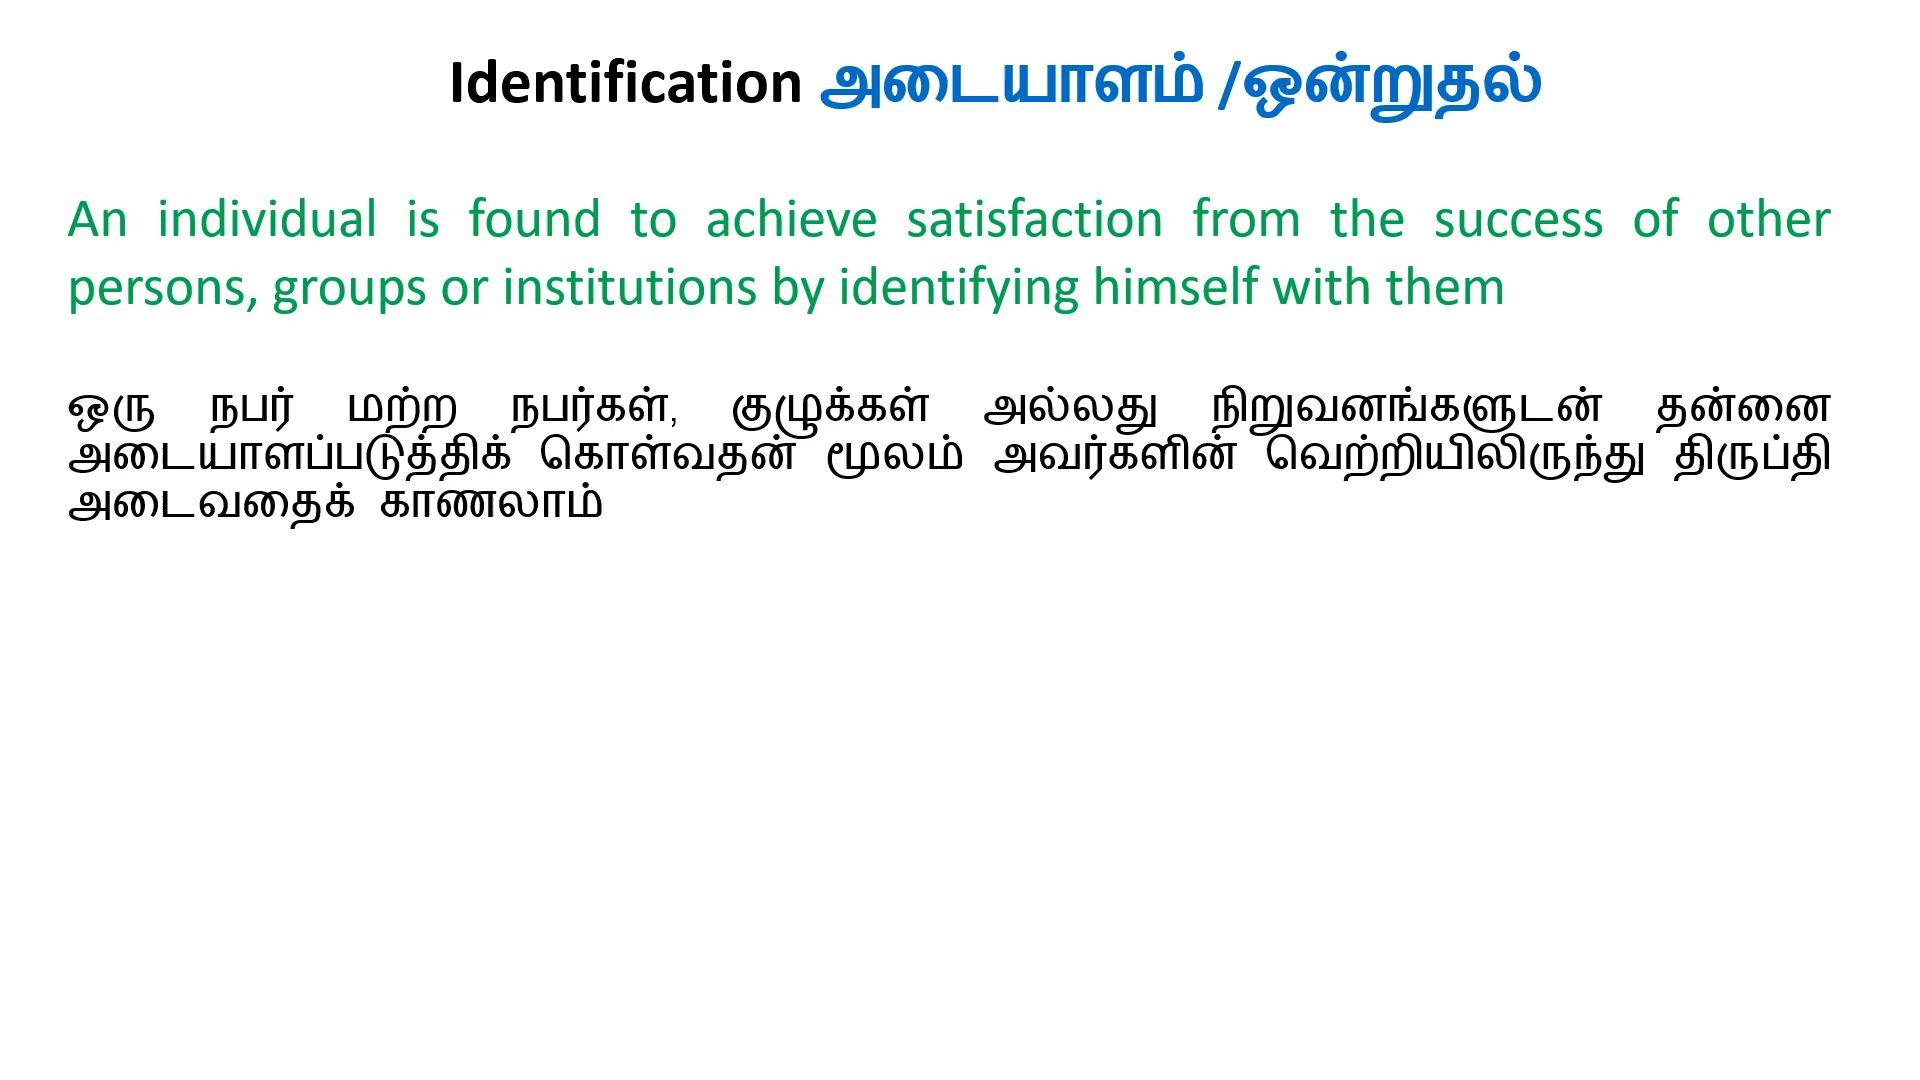 Identification அடையாளம் /ஒன்றுதல்
An individual is found to achieve satisfaction from the success of other
persons, groups or institutions by identifying himself with them
ஒரு நபர் மற்ற நபர்கள், குழுக்கள் அல்லது நிறுவனங்களுடன் தன்னை
அடையாளப்படுத்திக் கொள்வதன் மூலம் அவர்களின் வெற்றியிலிருந்து திருப்தி
அடைவதைக் காணலாம்